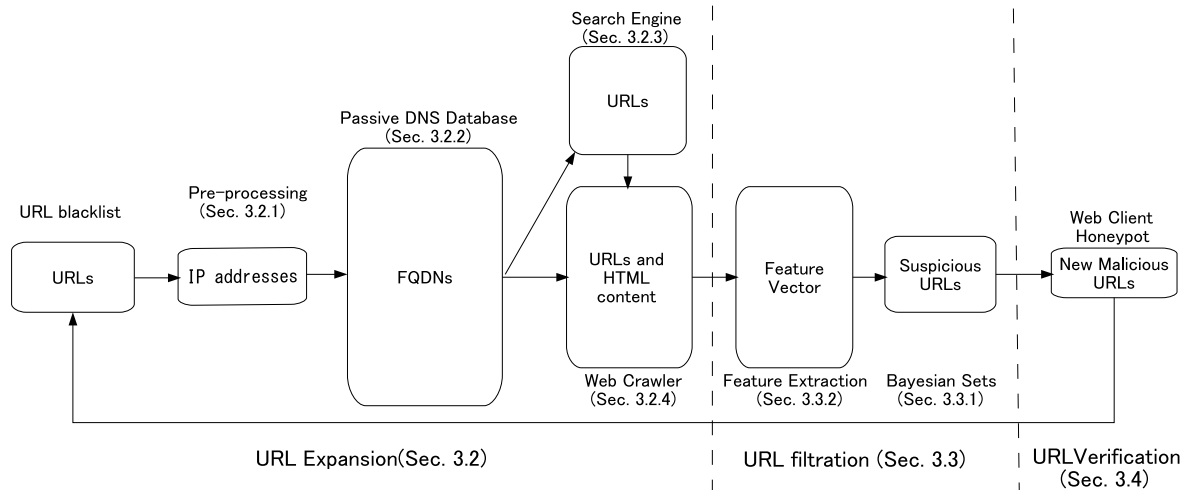 Search Engine
(Sec. 3.2.3)
URLs
Passive DNS Database
(Sec. 3.2.2)
Pre-processing
(Sec. 3.2.1)
URL blacklist
URLs
IP addresses
FQDNs
URLs and
HTML
content
Feature
Vector
Suspicious
URLs
Web Client
Honeypot
New Malicious
URLs
Web Crawler
(Sec. 3.2.4)
Feature Extraction
(Sec. 3.3.2)
Bayesian Sets
(Sec. 3.3.1)
URL Expansion(Sec. 3.2)
URL filtration (Sec. 3.3)
URLVerification
(Sec. 3.4)